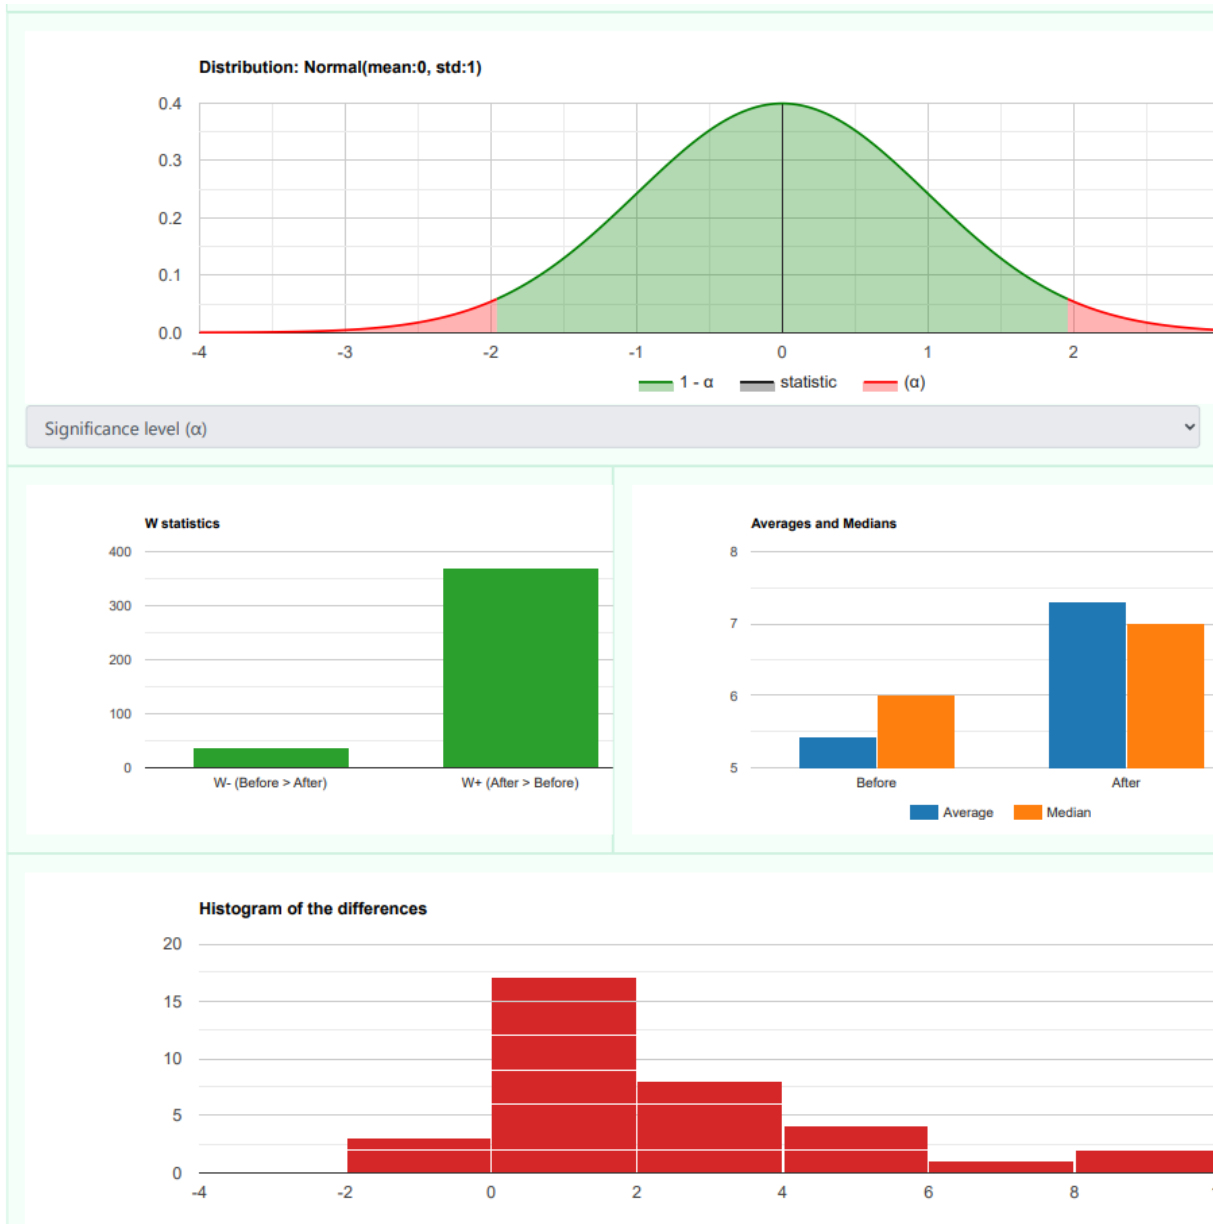 Distribution: Normal(mean:0, std:1)
0.4
0.3
0.2
0.1
0.0
-4 -3 -2 -1 0 1 2
1 - α statistic (α)
Significance level (α)
W statistics
400
300
200
100
0
W- (Before > After) W+ (After > Before)
Averages and Medians
8
7
6
5
Before After
Average Median
Histogram of the differences
20
15
10
5
0
-4 -2 0 2 4 6 8